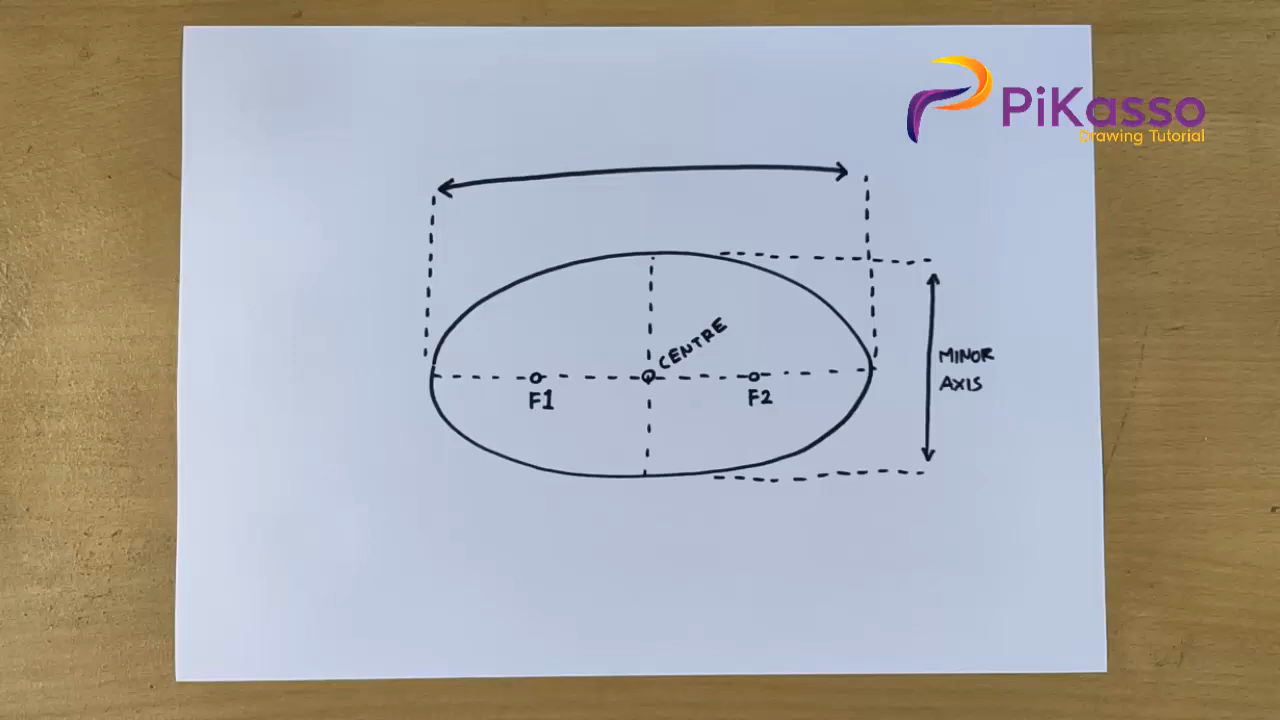 PiKasso
Drawing Tutorial
CENTRE
MINOR
AXIS
F1
F2